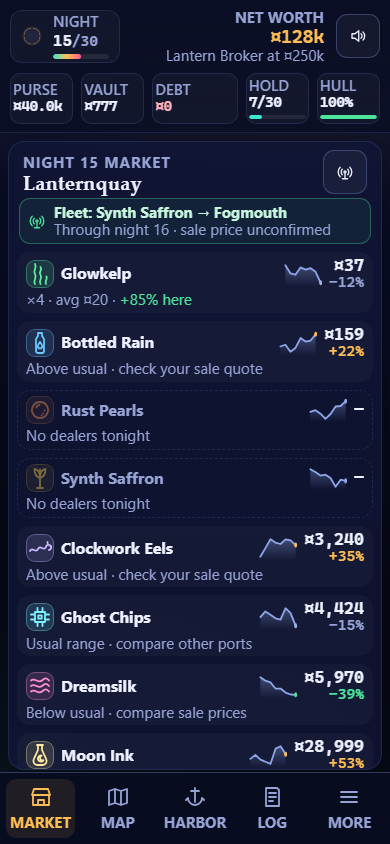 NIGHT
15/30
NET WORTH
¤128k
Lantern Broker at ¤250k
PURSE
¤40.0k
VAULT
¤777
DEBT
¤0
HOLD
7/30
HULL
100%
NIGHT 15 MARKET
Lanternquay
Fleet: Synth Saffron → Fogmouth
Through night 16 · sale price unconfirmed
Glowkelp
¤37
−12%
×4 · avg ¤20 · +85% here
Bottled Rain
¤159
+22%
Above usual · check your sale quote
Rust Pearls
—
No dealers tonight
Synth Saffron
—
No dealers tonight
Clockwork Eels
¤3,240
+35%
Above usual · check your sale quote
Ghost Chips
¤4,424
−15%
Usual range · compare other ports
Dreamsilk
¤5,970
−39%
Below usual · compare sale prices
Moon Ink
¤28,999
+53%
MARKET
MAP
HARBOR
LOG
MORE